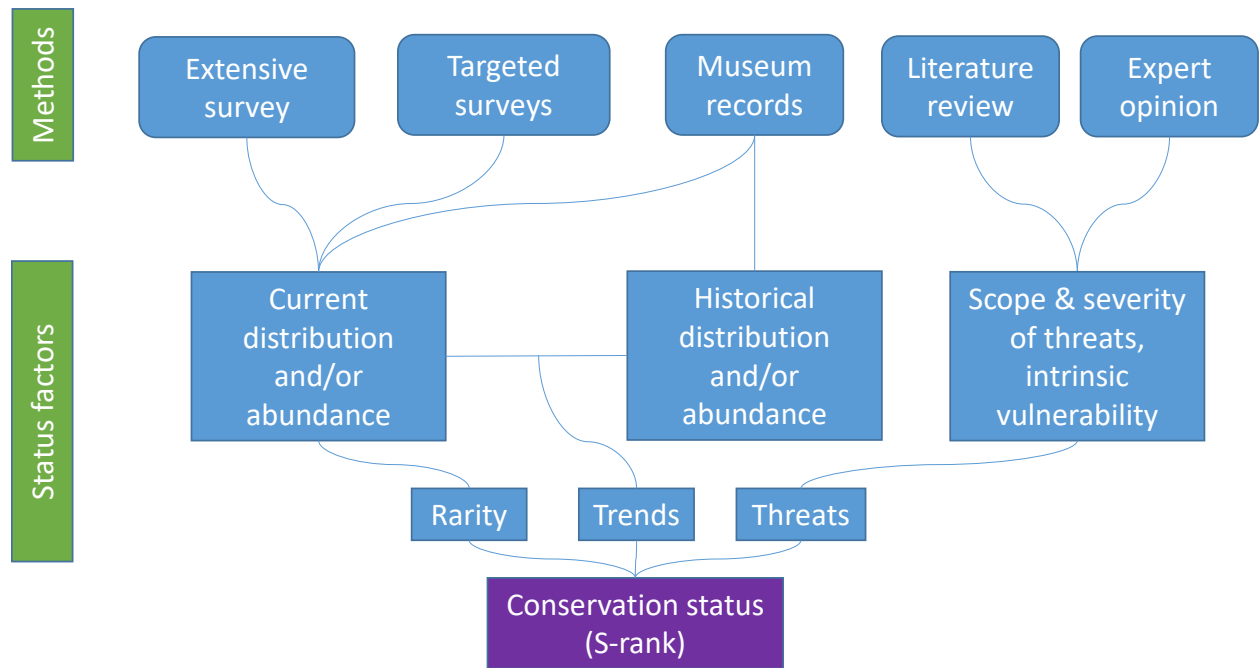 Methods
Extensive
survey
Targeted
surveys
Museum
records
Literature
review
Expert
opinion
Status factors
Current
distribution
and/or
abundance
Historical
distribution
and/or
abundance
Scope & severity
of threats,
intrinsic
vulnerability
Rarity
Trends
Threats
Conservation status
(S-rank)